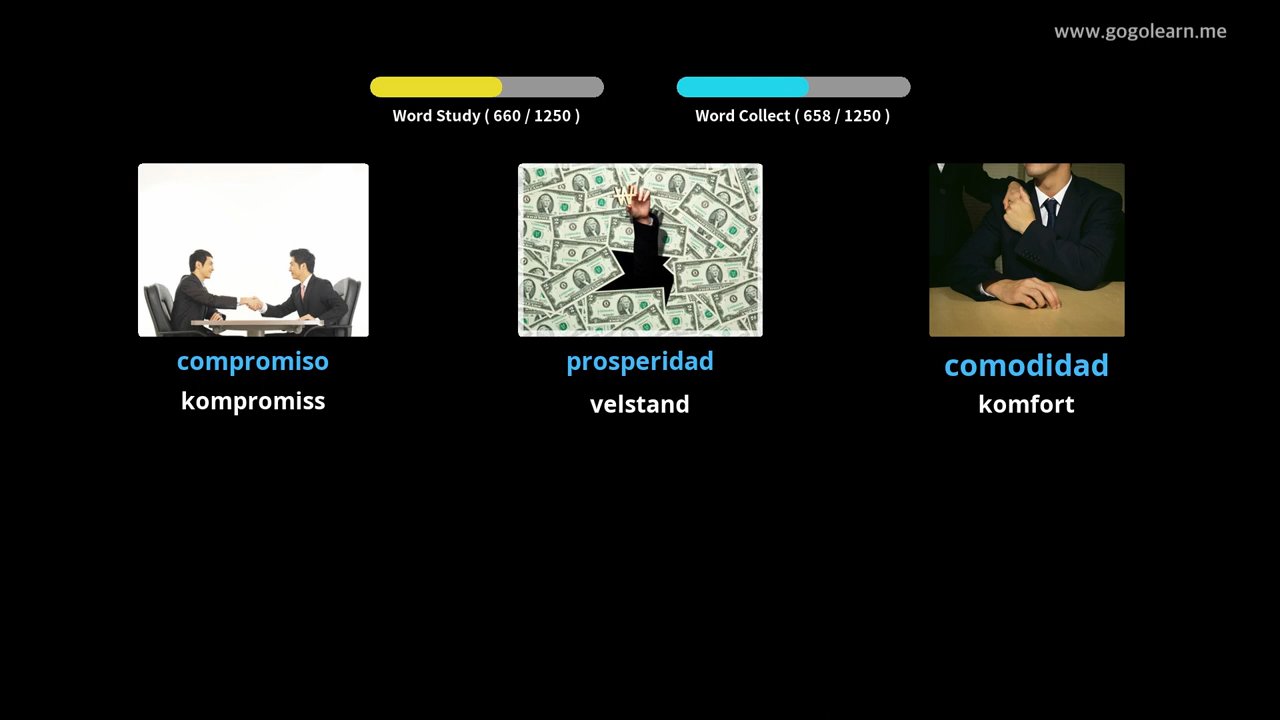 www.gogolearn.me
Word Study ( 660 / 1250 )
Word Collect ( 658 / 1250 )
compromiso
kompromiss
prosperidad
velstand
comodidad
komfort